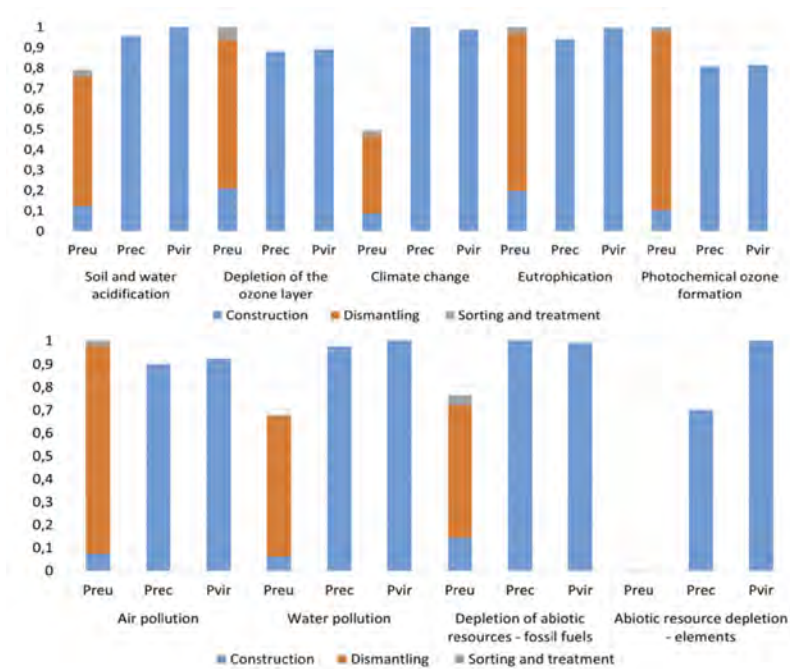 1
0,9
0,8
0,7
0,6
0,5
0,4
0,3
0,2
0,1
0
Preu Prec Pvir Preu Prec Pvir Preu Prec Pvir Preu Prec Pvir Preu Prec Pvir
Soil and water Depletion of the Climate change Eutrophication Photochemical ozone
acidification ozone layer formation
Construction Dismantling Sorting and treatment
1
0,9
0,8
0,7
0,6
0,5
0,4
0,3
0,2
0,1
0
Preu Prec Pvir Preu Prec Pvir Preu Prec Pvir Preu Prec Pvir
Air pollution Water pollution Depletion of abiotic Abiotic resource depletion
resources - fossil fuels - elements
Construction Dismantling Sorting and treatment